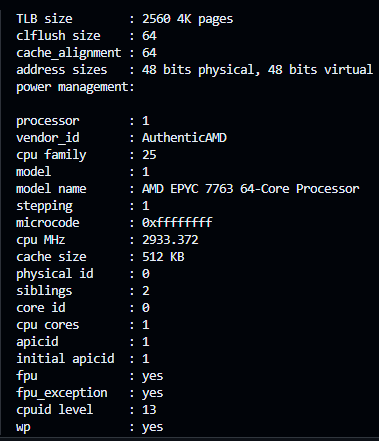 TLB size : 2560 4K pages
clflush size : 64
cache_alignment : 64
address sizes : 48 bits physical, 48 bits virtual
power management:
processor : 1
vendor_id : AuthenticAMD
cpu family : 25
model : 1
model name : AMD EPYC 7763 64-Core Processor
stepping : 1
microcode : 0xffffffff
cpu MHz : 2933.372
cache size : 512 KB
physical id : 0
siblings : 2
core id : 0
cpu cores : 1
apicid : 1
initial apicid : 1
fpu : yes
fpu_exception : yes
cpuid level : 13
wp : yes